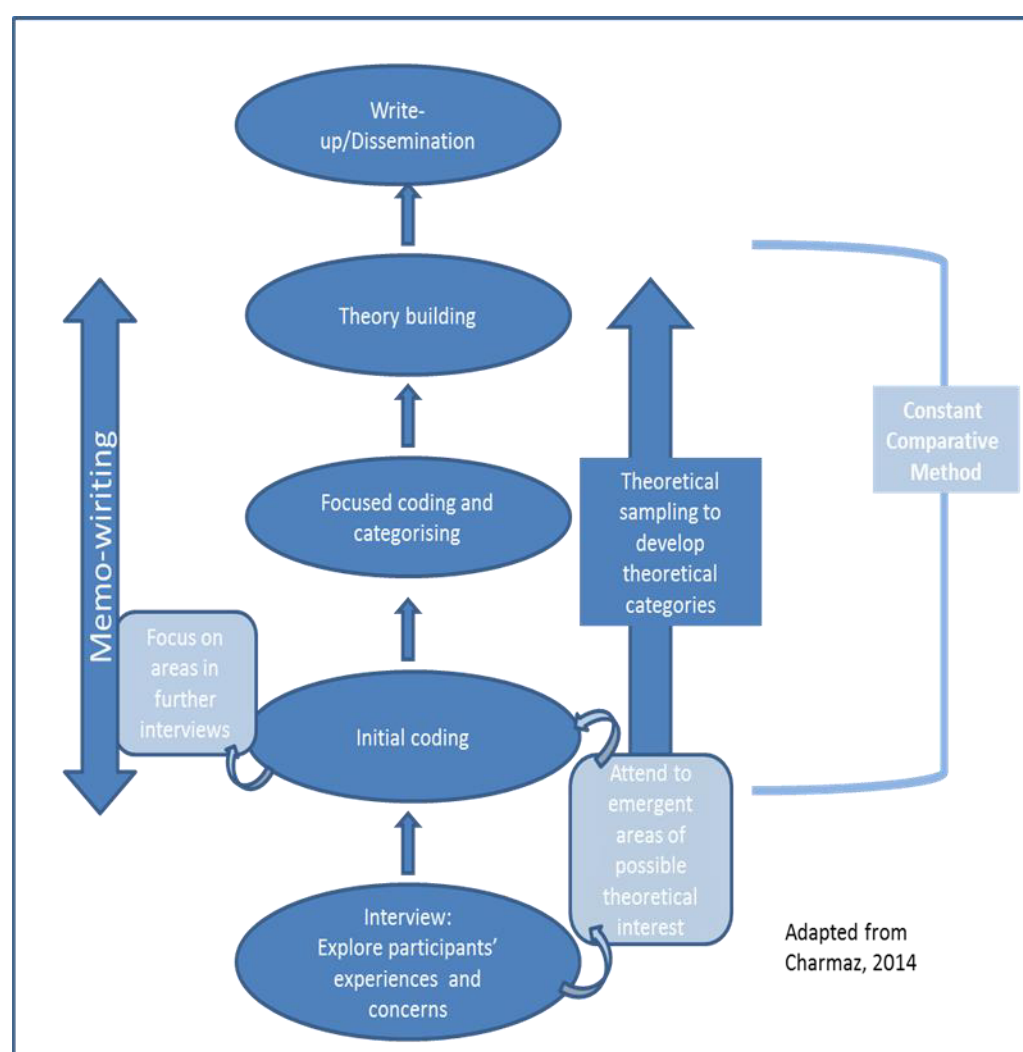 Write-
up/Dissemination
Theory building
Focused coding and
categorising
Initial coding
Interview:
Explore participants'
experiences and
concerns
Memo-wiriting
Focus on
areas in
further
interviews
Theoretical
sampling to
develop
theoretical
categories
Attend to
emergent
areas of
possible
theoretical
interest
Constant
Comparative
Method
Adapted from
Charmaz, 2014